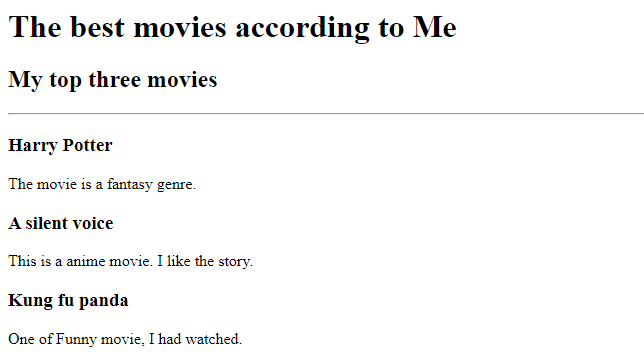 The best movies according to Me
My top three movies
Harry Potter
The movie is a fantasy genre.
A silent voice
This is a anime movie. I like the story.
Kung fu panda
One of Funny movie, I had watched.